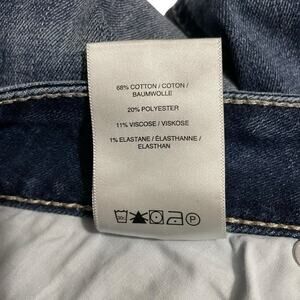 68% COTTON / COTON /
BAUMWOLLE
20% POLYESTER
11% VISCOSE / VISKOSE
1% ELASTANE / ÉLASTHANNE /
ELASTHAN
P